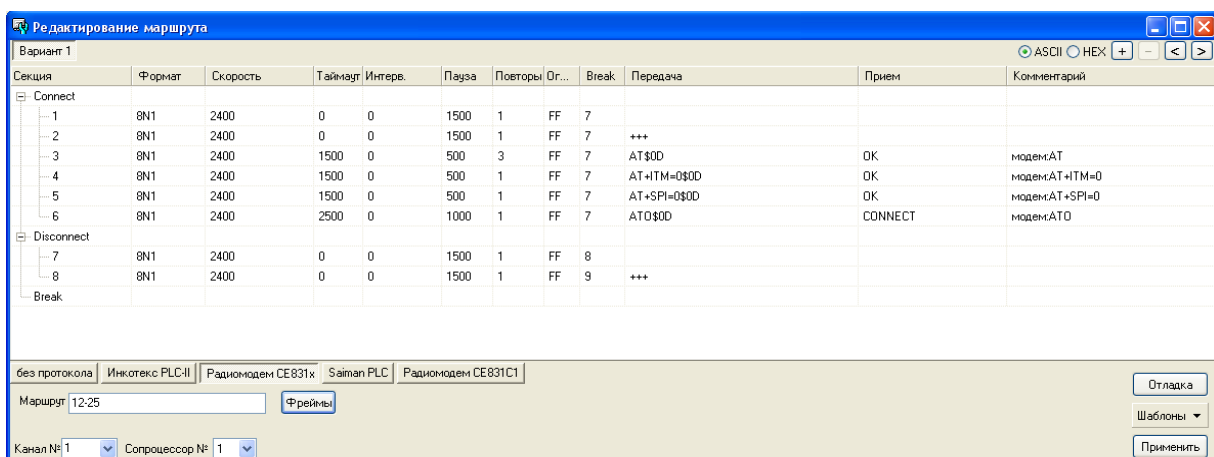 Редактирование маршрута
Вариант 1 ASCII HEX + - < >
Секция Формат Скорость Таймаут Интерв. Пауза Повторы Ог... Break Передача Прием Комментарий
Connect
1 8N1 2400 0 0 1500 1 FF 7
2 8N1 2400 0 0 1500 1 FF 7 +++
3 8N1 2400 1500 0 500 3 FF 7 AT$0D OK модем:AT
4 8N1 2400 1500 0 500 1 FF 7 AT+ITM=0$0D OK модем:AT+ITM=0
5 8N1 2400 1500 0 500 1 FF 7 AT+SPI=0$0D OK модем:AT+SPI=0
6 8N1 2400 2500 0 1000 1 FF 7 ATO$0D CONNECT модем:ATO
Disconnect
7 8N1 2400 0 0 1500 1 FF 8
8 8N1 2400 0 0 1500 1 FF 9 +++
Break
без протокола Инкотекс PLC-II Радиомодем CE831x Saiman PLC Радиомодем CE831C1
Отладка
Маршрут 12-25 Фреймы
Шаблоны
Канал № 1 Сопроцессор № 1 Применить